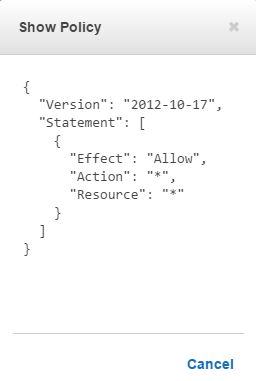 Show Policy ×
{
  "Version": "2012-10-17",
  "Statement": [
    {
      "Effect": "Allow",
      "Action": "*",
      "Resource": "*"
    }
  ]
}
Cancel